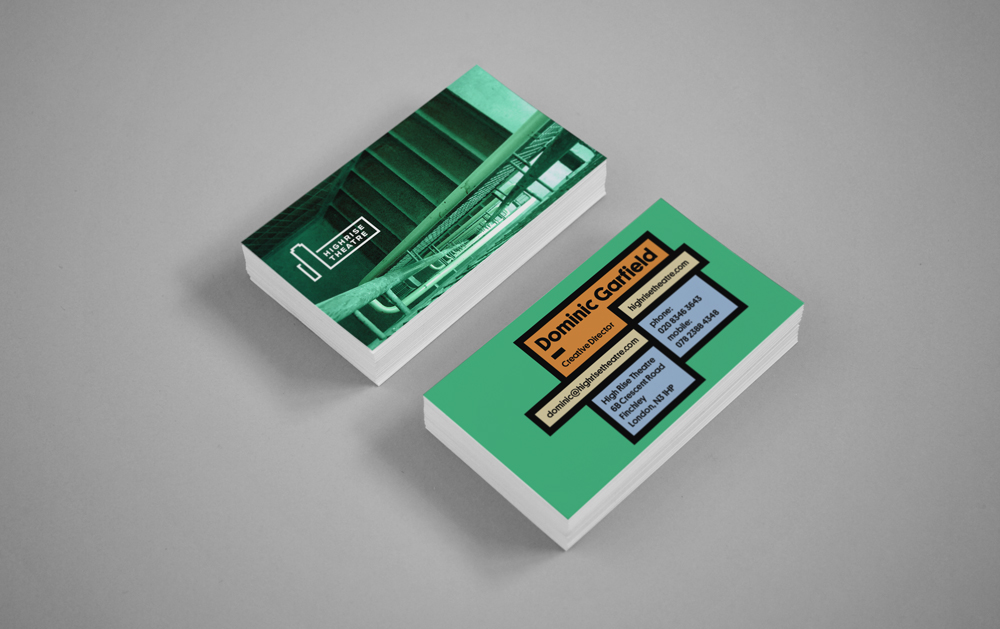 HIGHRISE
THEATRE
Dominic Garfield
Creative Director
highrisetheatre.com
phone:
020 8346 3643
mobile:
078 2388 4348
dominic@highrisetheatre.com
High Rise Theatre
68 Crescent Road
Finchley
London, N3 1HP